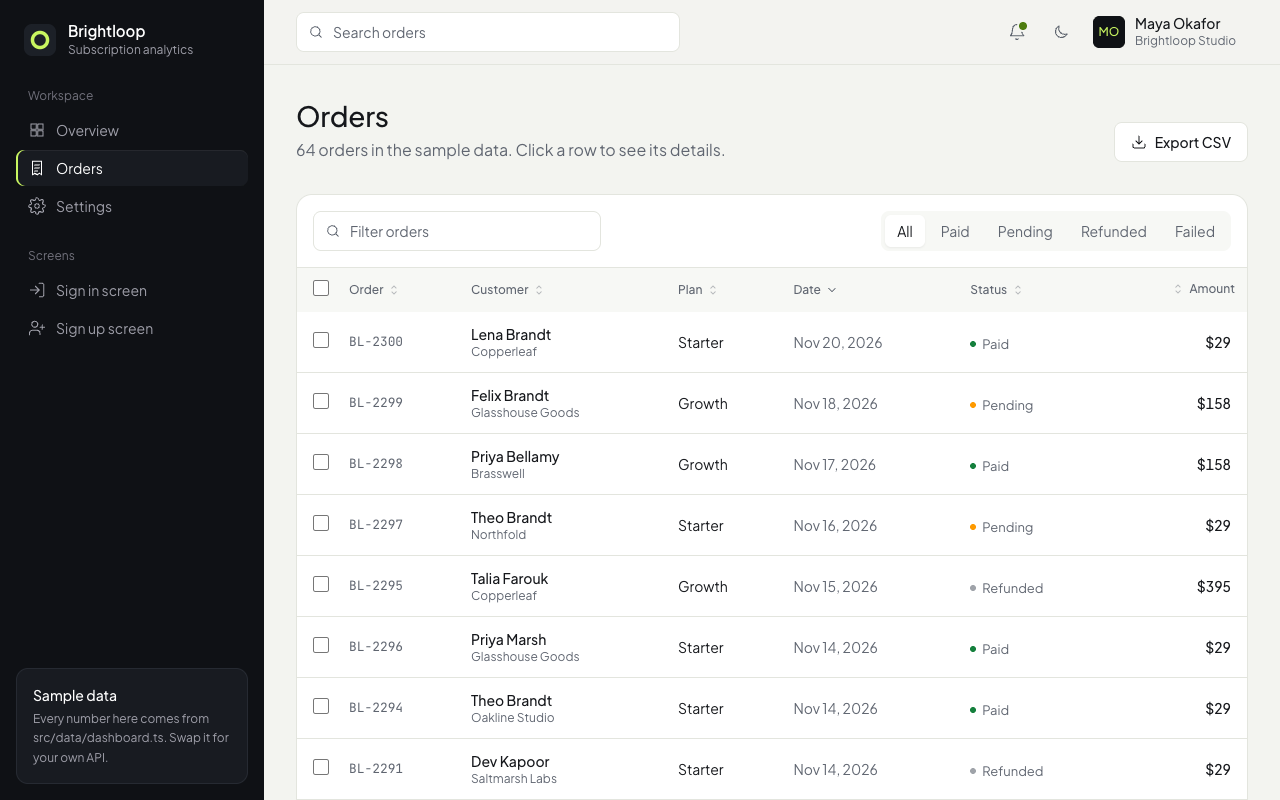 Brightloop
Subscription analytics
Workspace
Overview
Orders
Settings
Screens
Sign in screen
Sign up screen
Sample data
Every number here comes from
src/data/dashboard.ts. Swap it for
your own API.
Search orders
MO
Maya Okafor
Brightloop Studio
Orders
64 orders in the sample data. Click a row to see its details.
Export CSV
Filter orders
All Paid Pending Refunded Failed
Order Customer Plan Date Status Amount
BL-2300 Lena Brandt Starter Nov 20, 2026 Paid $29
Copperleaf
BL-2299 Felix Brandt Growth Nov 18, 2026 Pending $158
Glasshouse Goods
BL-2298 Priya Bellamy Growth Nov 17, 2026 Paid $158
Brasswell
BL-2297 Theo Brandt Starter Nov 16, 2026 Pending $29
Northfold
BL-2295 Talia Farouk Growth Nov 15, 2026 Refunded $395
Copperleaf
BL-2296 Priya Marsh Starter Nov 14, 2026 Paid $29
Glasshouse Goods
BL-2294 Theo Brandt Starter Nov 14, 2026 Paid $29
Oakline Studio
BL-2291 Dev Kapoor Starter Nov 14, 2026 Refunded $29
Saltmarsh Labs